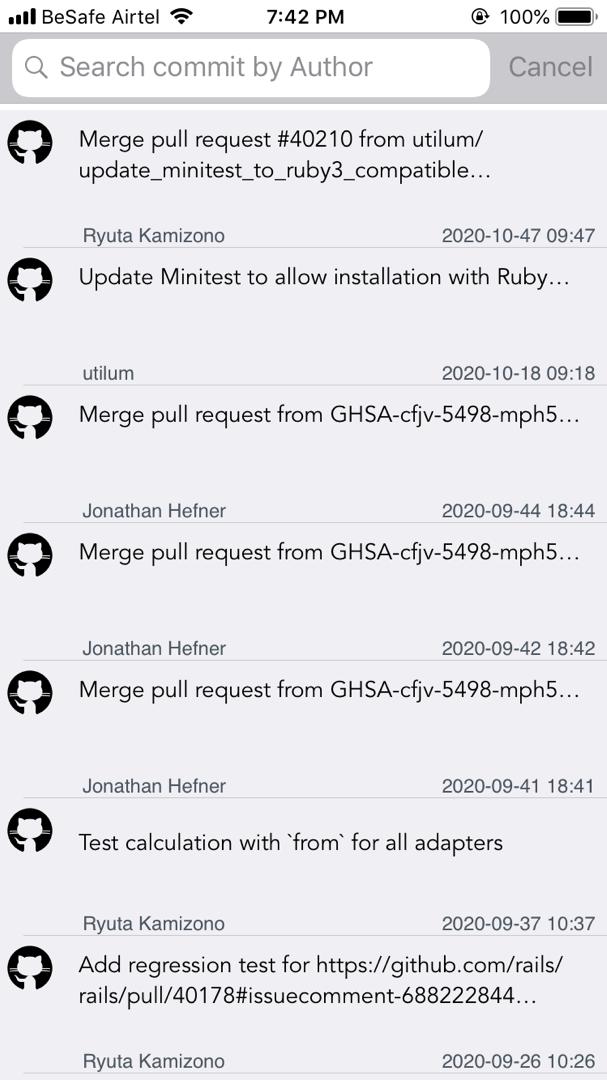 BeSafe Airtel 7:42 PM 100%
Search commit by Author Cancel
Merge pull request #40210 from utilum/
update_minitest_to_ruby3_compatible...
Ryuta Kamizono 2020-10-47 09:47
Update Minitest to allow installation with Ruby...
utilum 2020-10-18 09:18
Merge pull request from GHSA-cfjv-5498-mph5...
Jonathan Hefner 2020-09-44 18:44
Merge pull request from GHSA-cfjv-5498-mph5...
Jonathan Hefner 2020-09-42 18:42
Merge pull request from GHSA-cfjv-5498-mph5...
Jonathan Hefner 2020-09-41 18:41
Test calculation with `from` for all adapters
Ryuta Kamizono 2020-09-37 10:37
Add regression test for https://github.com/rails/
rails/pull/40178#issuecomment-688222844...
Ryuta Kamizono 2020-09-26 10:26